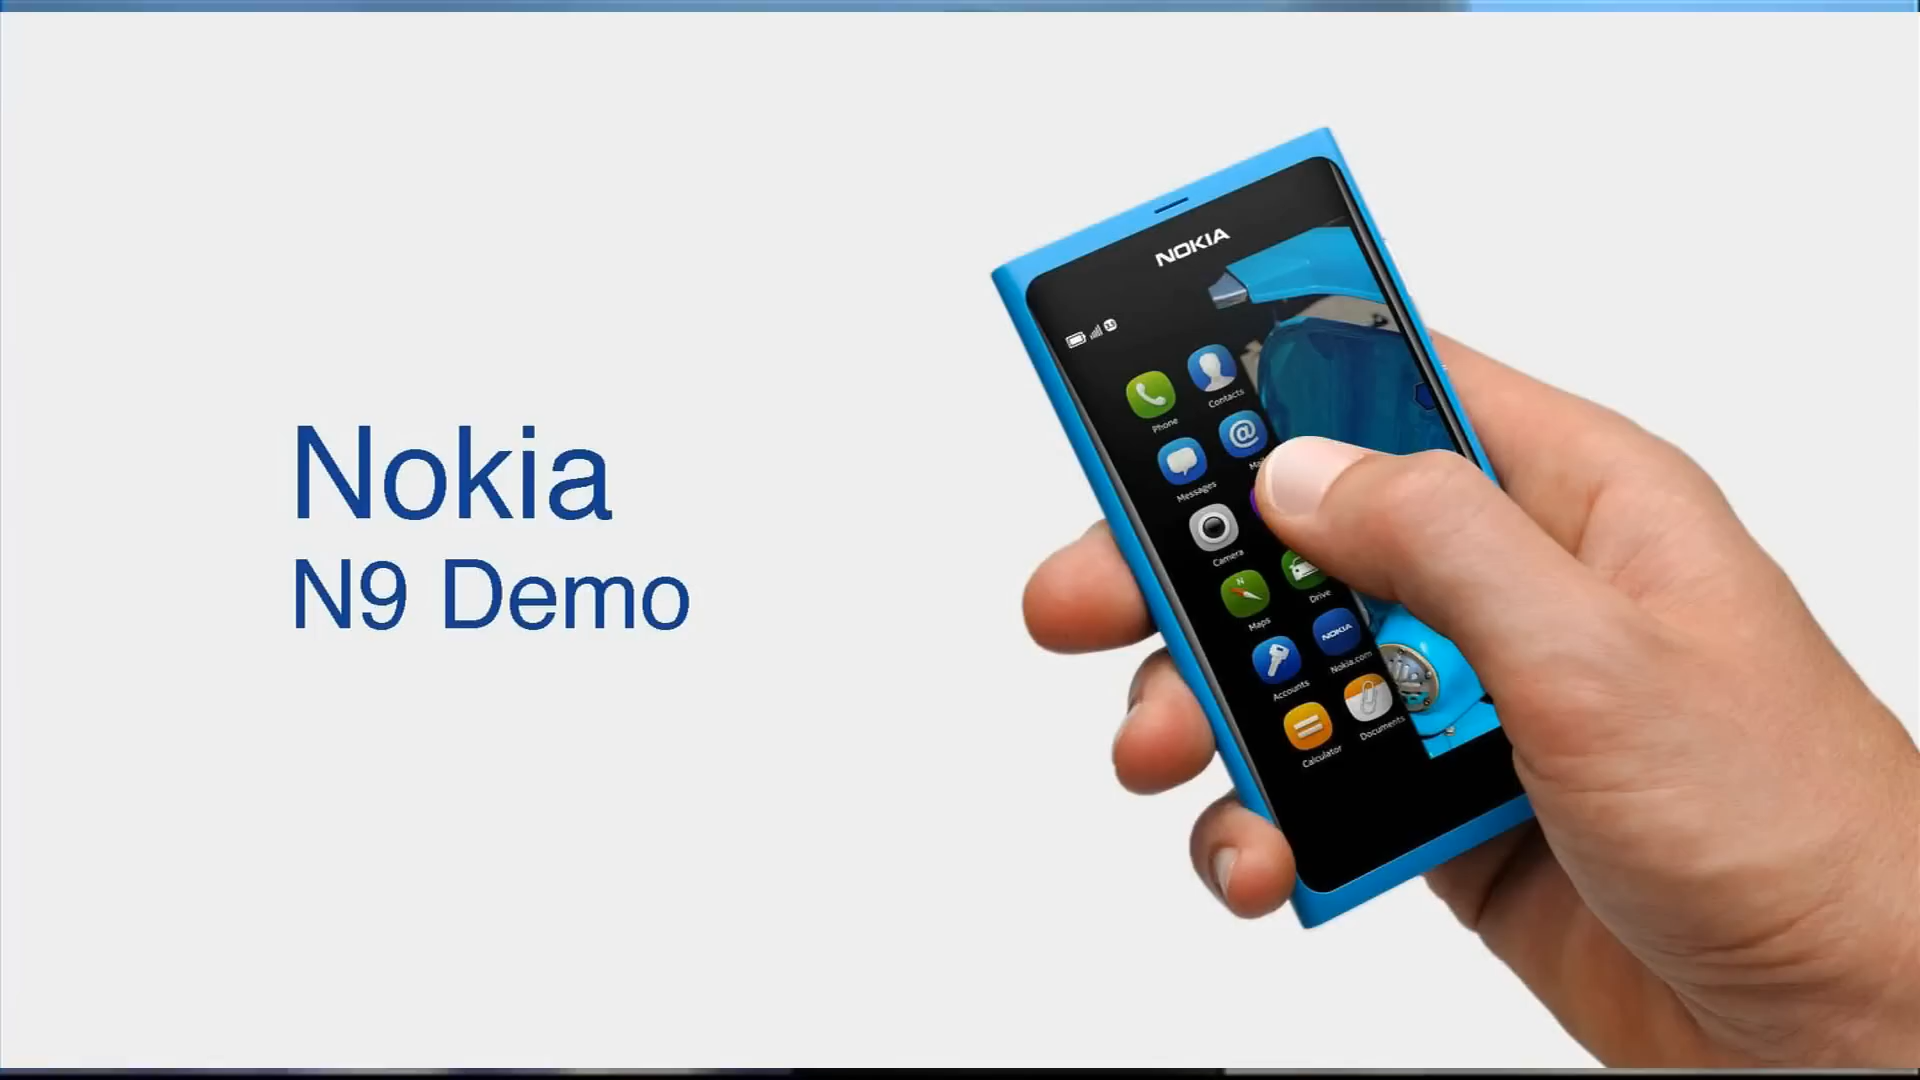 Nokia
N9 Demo
NOKIA
Phone
Contacts
Messages
Camera
Maps
N
Drive
Accounts
NOKIA
Nokia.com
Calculator
Documents